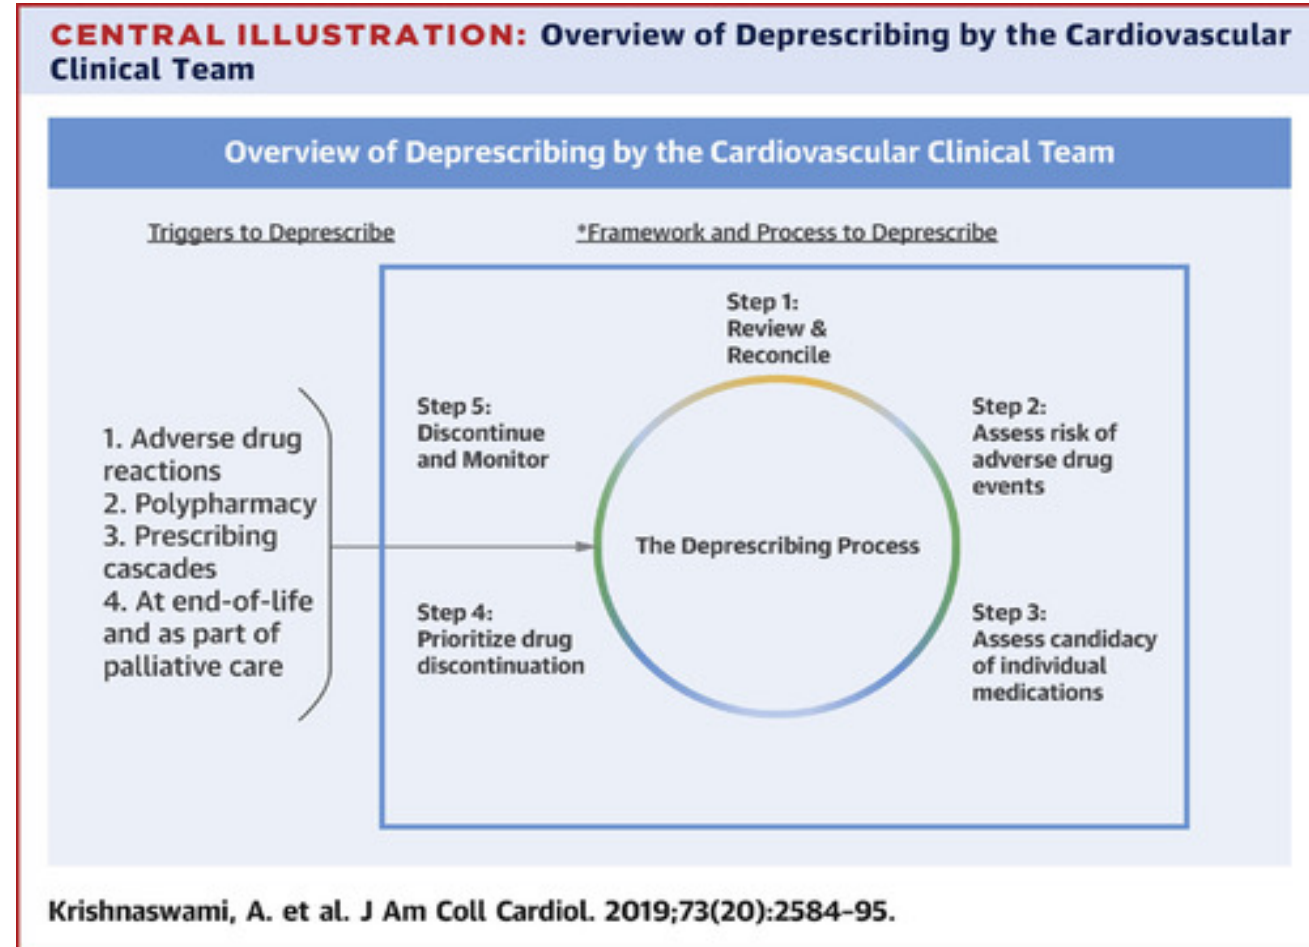 CENTRAL ILLUSTRATION: Overview of Deprescribing by the Cardiovascular
Clinical Team
Overview of Deprescribing by the Cardiovascular Clinical Team
Triggers to Deprescribe
*Framework and Process to Deprescribe
1. Adverse drug
reactions
2. Polypharmacy
3. Prescribing
cascades
4. At end-of-life
and as part of
palliative care
Step 1:
Review &
Reconcile
Step 2:
Assess risk of
adverse drug
events
Step 3:
Assess candidacy
of individual
medications
Step 4:
Prioritize drug
discontinuation
Step 5:
Discontinue
and Monitor
The Deprescribing Process
Krishnaswami, A. et al. J Am Coll Cardiol. 2019;73(20):2584-95.